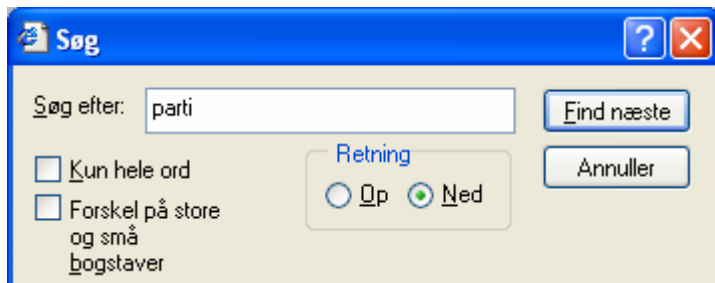 Søg
Søg efter: parti
Find næste
Kun hele ord
Retning
Annuller
Op Ned
Forskel på store
og små
bogstaver